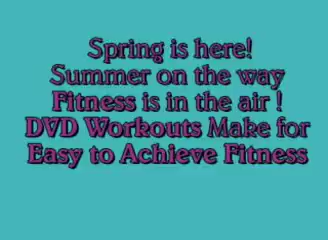 Spring is here!
Summer on the way
Fitness is in the air !
DVD Workouts Make for
Easy to Achieve Fitness